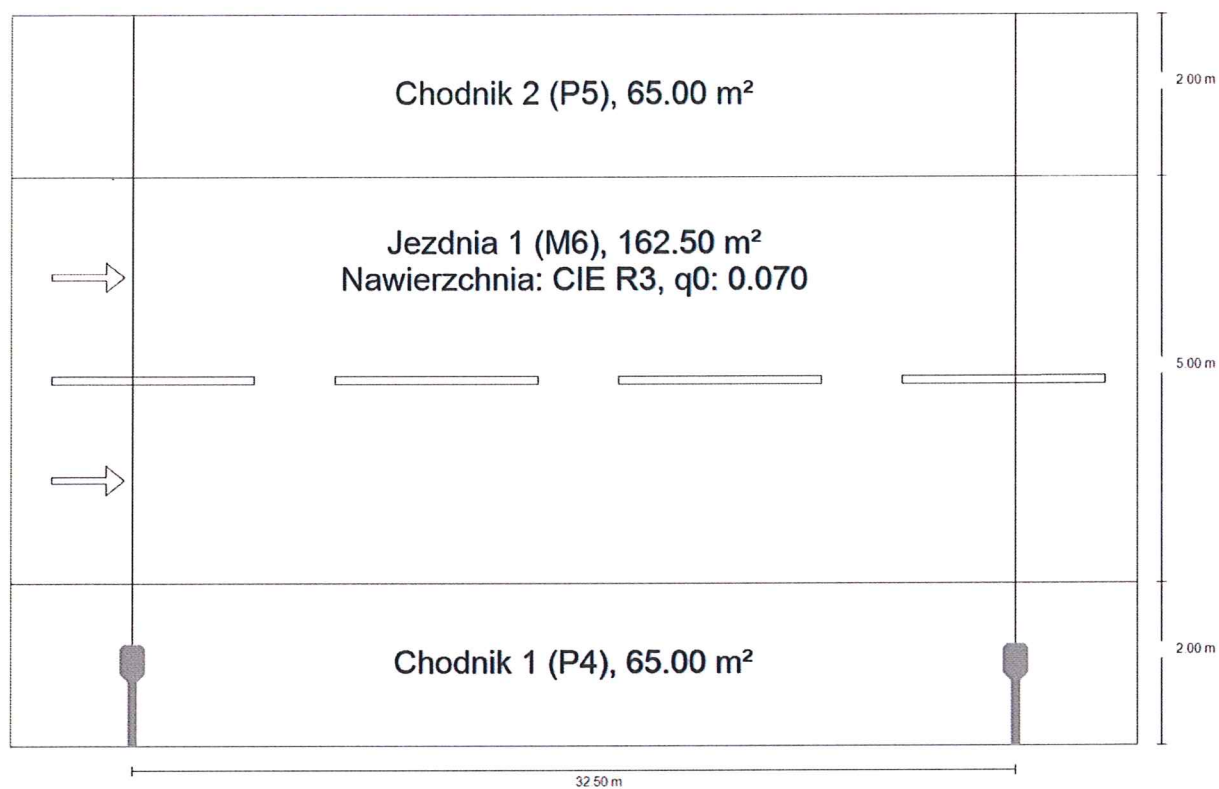 Chodnik 2 (P5), 65.00 m²
2.00 m
Jezdnia 1 (M6), 162.50 m²
Nawierzchnia: CIE R3, q0: 0.070
5.00 m
Chodnik 1 (P4), 65.00 m²
2.00 m
32.50 m